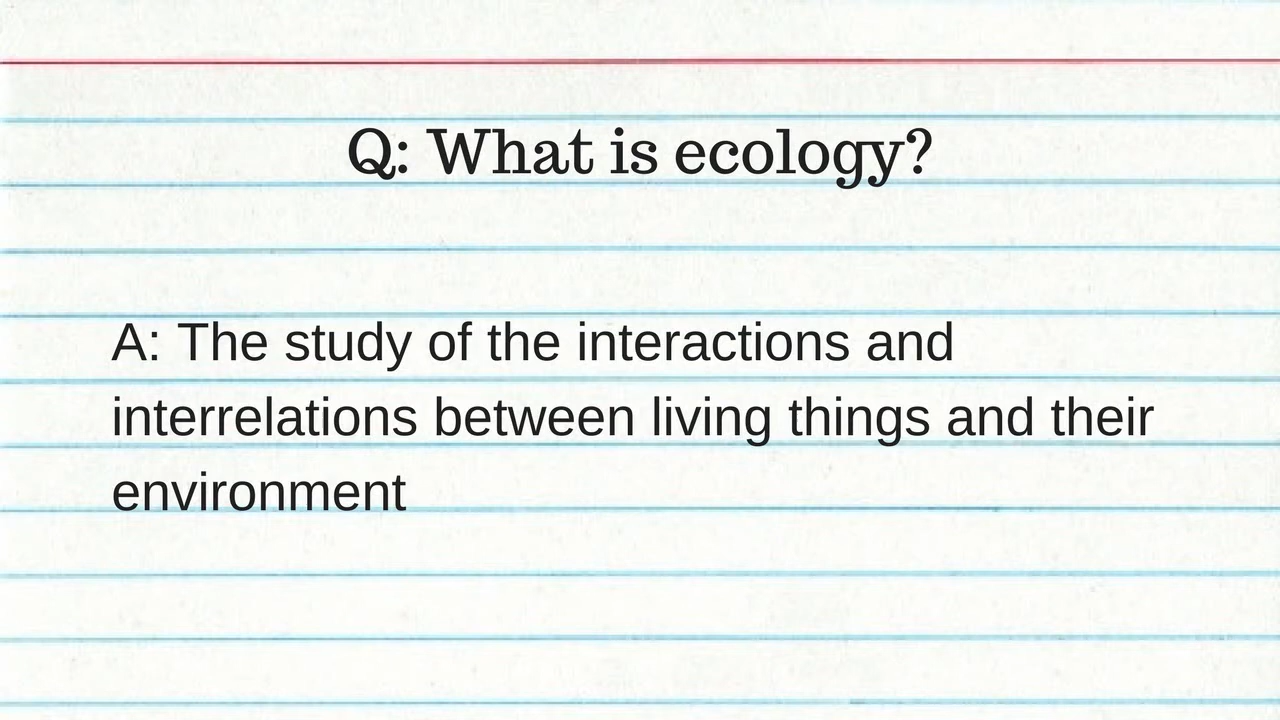 Q: What is ecology?
A: The study of the interactions and
interrelations between living things and their
environment